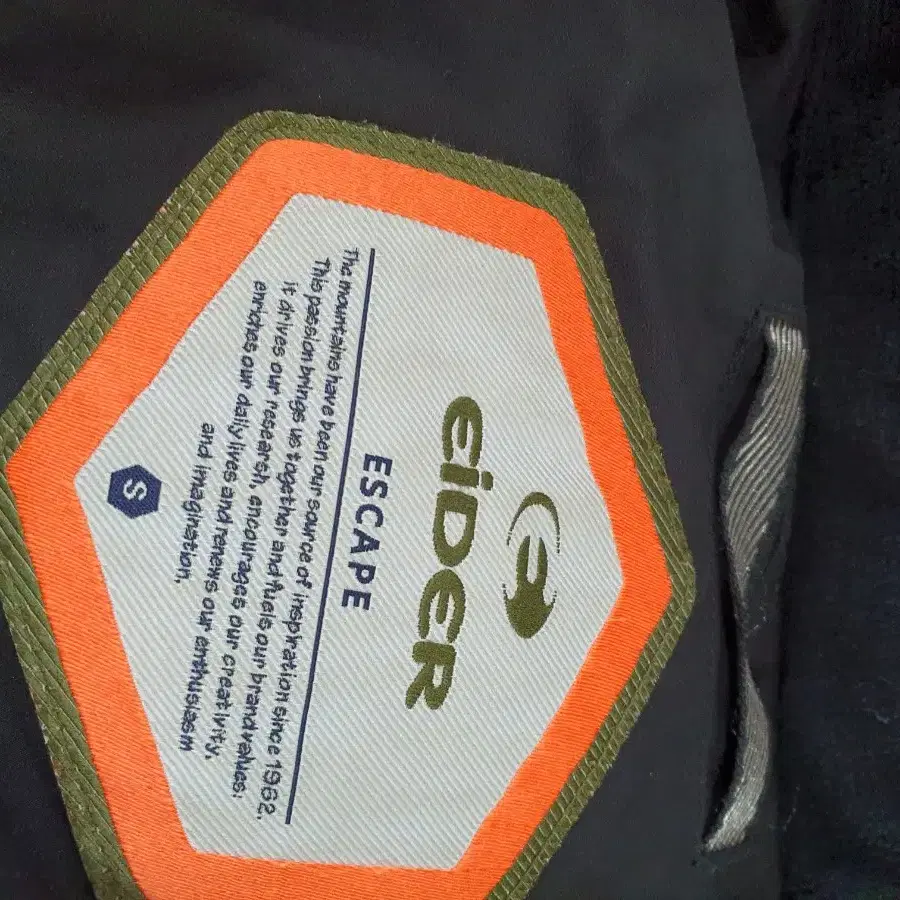 eiDER
ESCAPE
The mountains have been our source of inspiration since 1962.
This passion brings us together and fuels our brand values:
it drives our research, encourages our creativity,
enriches our daily lives and renews our enthusiasm
and imagination.
S